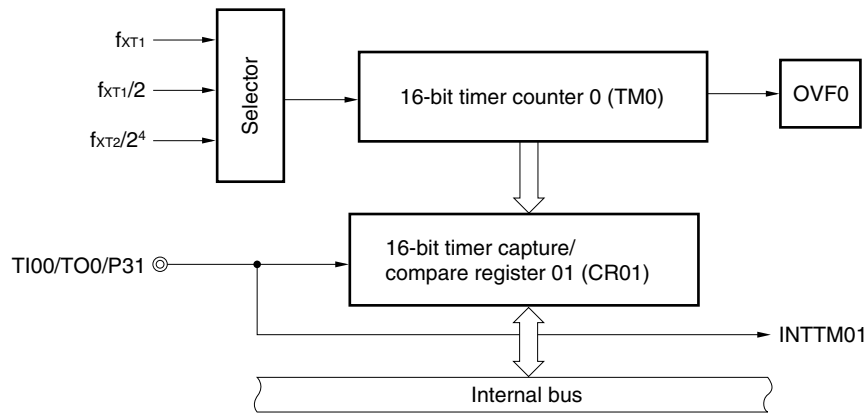 fXT1
fXT1/2
fXT2/2⁴
Selector
16-bit timer counter 0 (TM0)
OVF0
16-bit timer capture/
compare register 01 (CR01)
TI00/TO0/P31
INTTM01
Internal bus